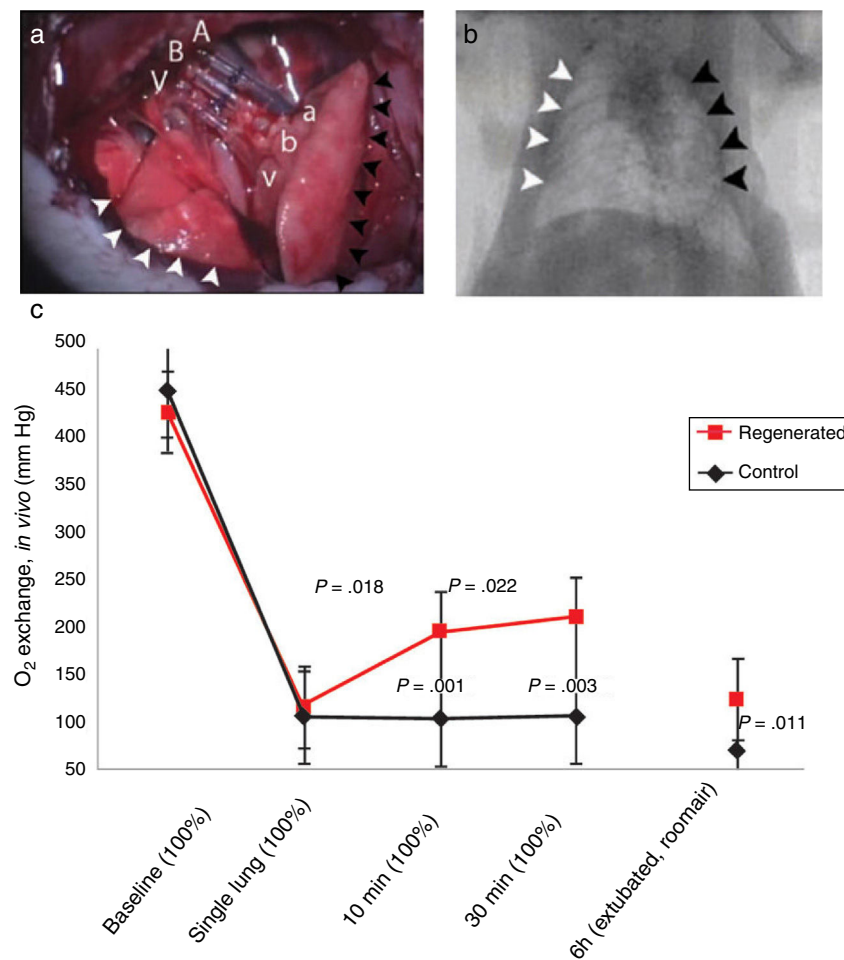 a
A
B
V
a
b
v
b
c
O2 exchange, in vivo (mm Hg)
500
450
400
350
300
250
200
150
100
50
Regenerated
Control
P = .018
P = .022
P = .001
P = .003
P = .011
Baseline (100%)
Single lung (100%)
10 min (100%)
30 min (100%)
6h (extubated, roomair)